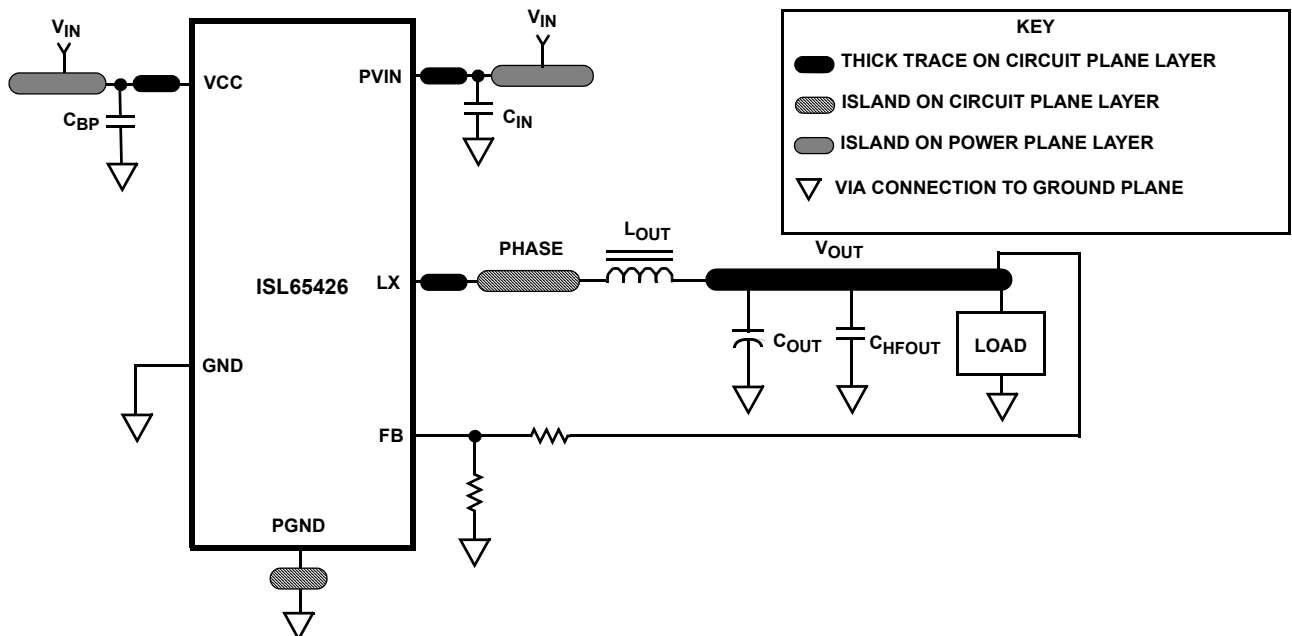 VIN
VCC
CBP
PVIN
VIN
CIN
KEY
THICK TRACE ON CIRCUIT PLANE LAYER
ISLAND ON CIRCUIT PLANE LAYER
ISLAND ON POWER PLANE LAYER
VIA CONNECTION TO GROUND PLANE
ISL65426
LX
PHASE
LOUT
VOUT
COUT
CHFOUT
LOAD
GND
FB
PGND